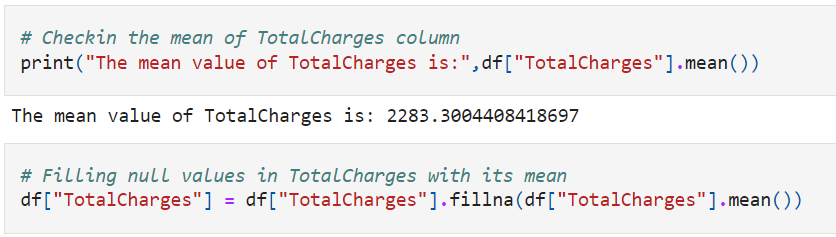 # Checkin the mean of TotalCharges column
print("The mean value of TotalCharges is:",df["TotalCharges"].mean())
The mean value of TotalCharges is: 2283.3004408418697
# Filling null values in TotalCharges with its mean
df["TotalCharges"] = df["TotalCharges"].fillna(df["TotalCharges"].mean())